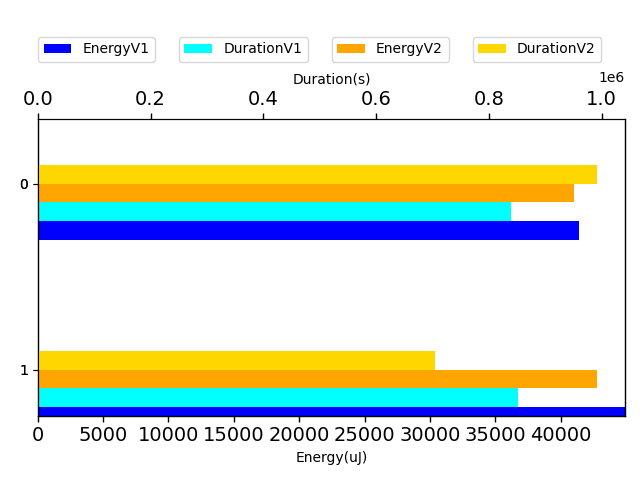 EnergyV1 DurationV1 EnergyV2 DurationV2
Duration(s)
1e6
0.0 0.2 0.4 0.6 0.8 1.0
0
1
0 5000 10000 15000 20000 25000 30000 35000 40000
Energy(uJ)